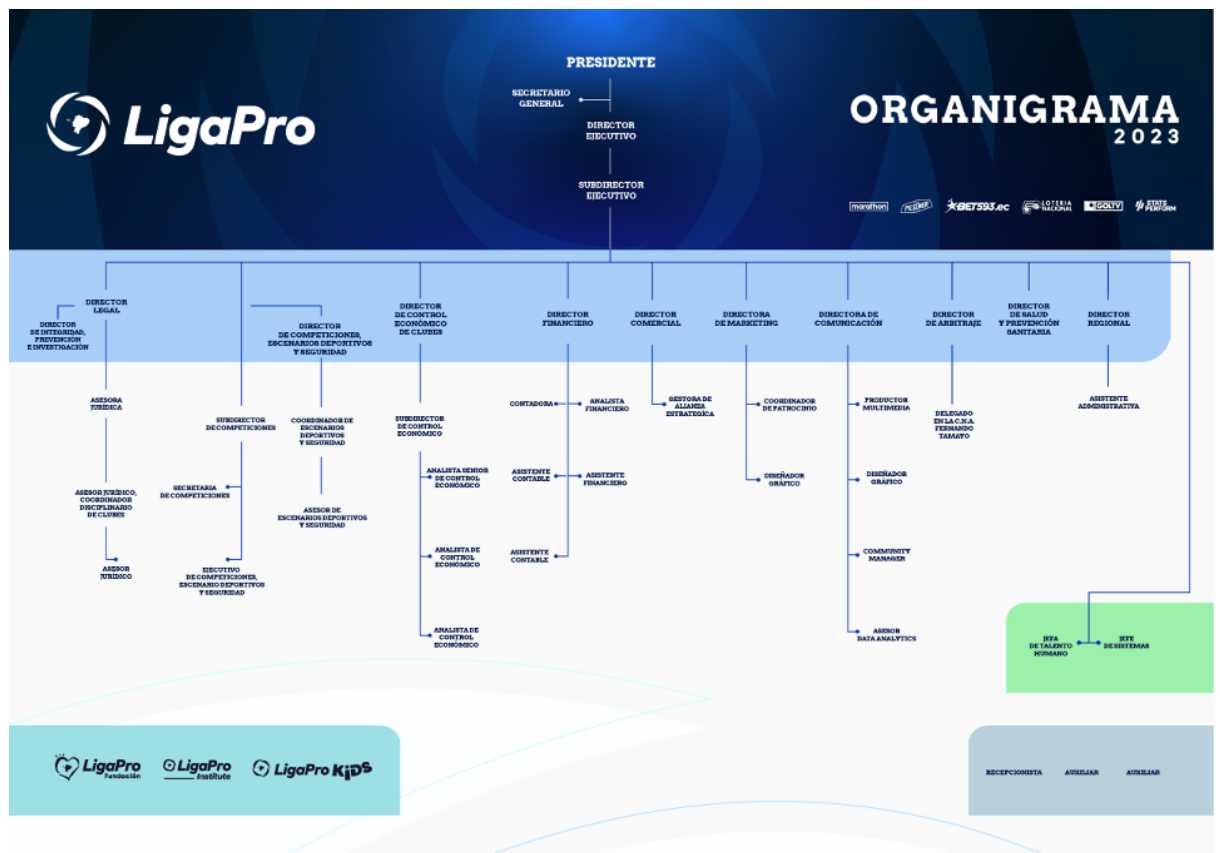 PRESIDENTE
SECRETARIO
GENERAL
DIRECTOR
EJECUTIVO
SUBDIRECTOR
EJECUTIVO
LigaPro
ORGANIGRAMA
2023
marathon
PILSENER
BET593.ec
LOTERIA
NACIONAL
GOLTV
STATS
PERFORM
DIRECTOR
LEGAL
DIRECTOR
DE INTEGRIDAD,
PREVENCIÓN
E INVESTIGACIÓN
DIRECTOR
DE COMPETICIONES,
ESCENARIOS DEPORTIVOS
Y SEGURIDAD
DIRECTOR
DE CONTROL
ECONÓMICO
DE CLUBES
DIRECTOR
FINANCIERO
DIRECTOR
COMERCIAL
DIRECTORA
DE MARKETING
DIRECTORA DE
COMUNICACIÓN
DIRECTOR
DE ARBITRAJE
DIRECTOR
DE SALUD
Y PREVENCIÓN
SANITARIA
DIRECTOR
REGIONAL
ASESORA
JURÍDICA
ASESOR JURÍDICO,
COORDINADOR
DISCIPLINARIO
DE CLUBES
ASESOR
JURÍDICO
SUBDIRECTOR
DE COMPETICIONES
SECRETARIA
DE COMPETICIONES
EJECUTIVO
DE COMPETICIONES,
ESCENARIO DEPORTIVOS
Y SEGURIDAD
COORDINADOR DE
ESCENARIOS
DEPORTIVOS
Y SEGURIDAD
ASESOR DE
ESCENARIOS DEPORTIVOS
Y SEGURIDAD
SUBDIRECTOR
DE CONTROL
ECONÓMICO
ANALISTA SENIOR
DE CONTROL
ECONÓMICO
ANALISTA DE
CONTROL
ECONÓMICO
ANALISTA DE
CONTROL
ECONÓMICO
CONTADORA
ANALISTA
FINANCIERO
ASISTENTE
CONTABLE
ASISTENTE
FINANCIERO
ASISTENTE
CONTABLE
GESTORA DE
ALIANZA
ESTRATEGICA
COORDINADOR
DE PATROCINIO
DISEÑADOR
GRÁFICO
PRODUCTOR
MULTIMEDIA
DISEÑADOR
GRÁFICO
COMMUNITY
MANAGER
ASESOR
DATA ANALYTICS
DELEGADO
EN LA C.N.A.
FERNANDO
TAMAYO
ASISTENTE
ADMINISTRATIVA
JEFA
DE TALENTO
HUMANO
JEFE
DE SISTEMAS
LigaPro
Fundación
LigaPro
Institute
LigaPro KiDS
RECEPCIONISTA
AUXILIAR
AUXILIAR